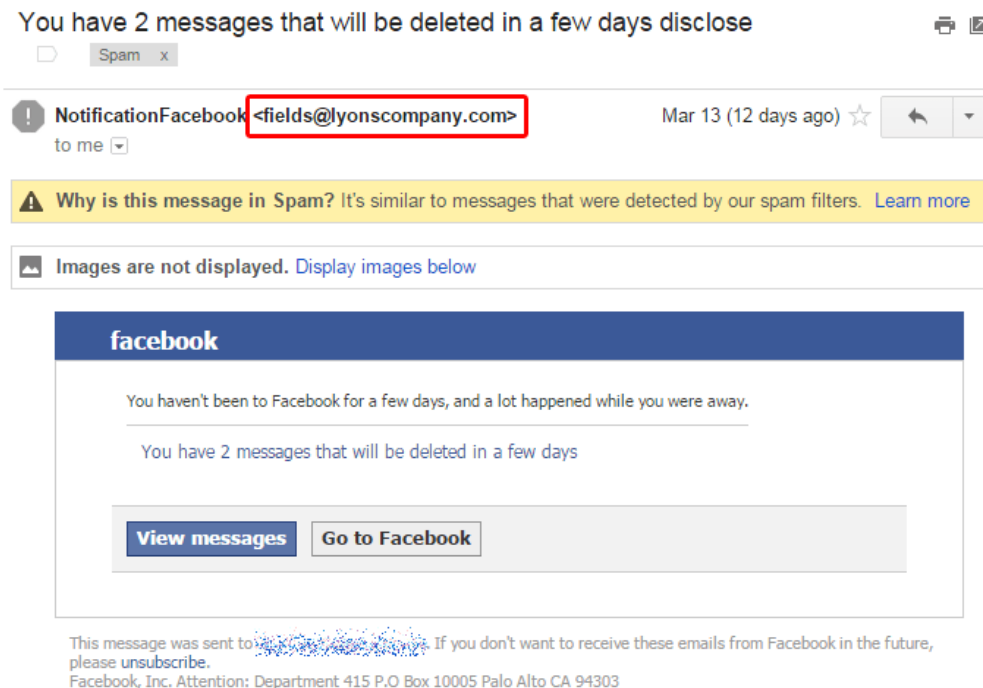 You have 2 messages that will be deleted in a few days disclose
Spam x
NotificationFacebook <fields@lyonscompany.com> Mar 13 (12 days ago)
to me
Why is this message in Spam? It's similar to messages that were detected by our spam filters. Learn more
Images are not displayed. Display images below
facebook
You haven't been to Facebook for a few days, and a lot happened while you were away.
You have 2 messages that will be deleted in a few days
View messages Go to Facebook
This message was sent to . If you don't want to receive these emails from Facebook in the future,
please unsubscribe.
Facebook, Inc. Attention: Department 415 P.O Box 10005 Palo Alto CA 94303